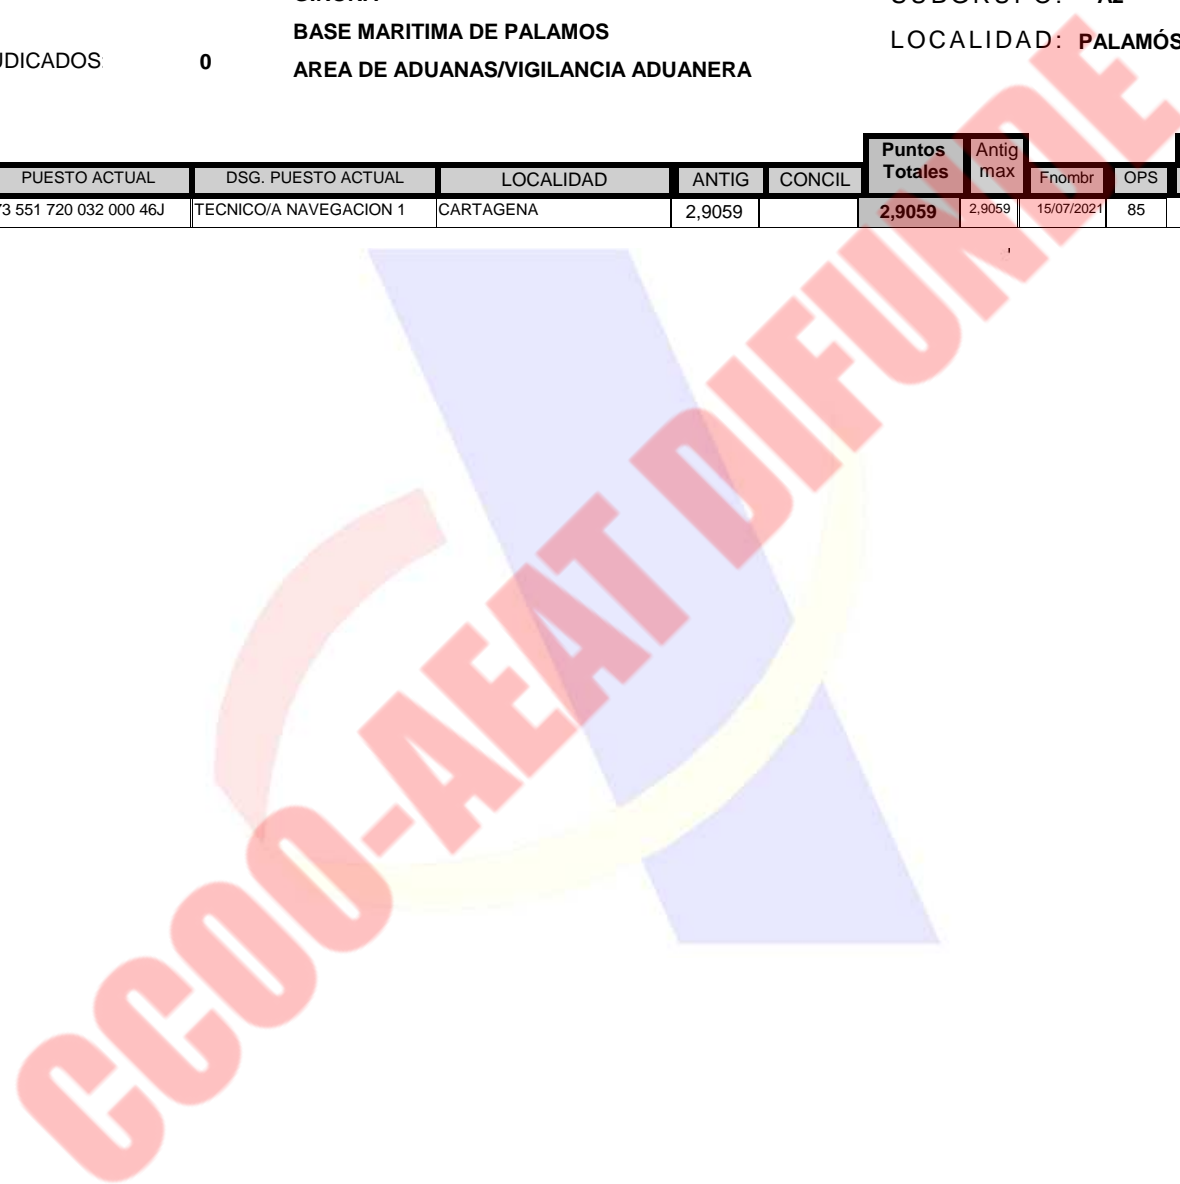 BASE MARITIMA DE PALAMOS
LOCALIDAD: PALAMÓS
0
AREA DE ADUANAS/VIGILANCIA ADUANERA
PUESTO ACTUAL DSG. PUESTO ACTUAL LOCALIDAD ANTIG CONCIL Puntos Totales Antig max Fnombr OPS
73 551 720 032 000 46J TECNICO/A NAVEGACION 1 CARTAGENA 2,9059 2,9059 2,9059 15/07/2021 85
CCOO-AEAT DIFUNDE